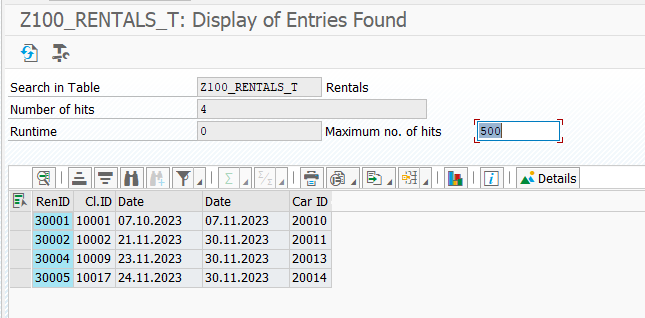 Z100_RENTALS_T: Display of Entries Found
Search in Table Z100_RENTALS_T Rentals
Number of hits 4
Runtime 0 Maximum no. of hits 500
Details
RenID Cl.ID Date Date Car ID
30001 10001 07.10.2023 07.11.2023 20010
30002 10002 21.11.2023 30.11.2023 20011
30004 10009 23.11.2023 30.11.2023 20013
30005 10017 24.11.2023 30.11.2023 20014